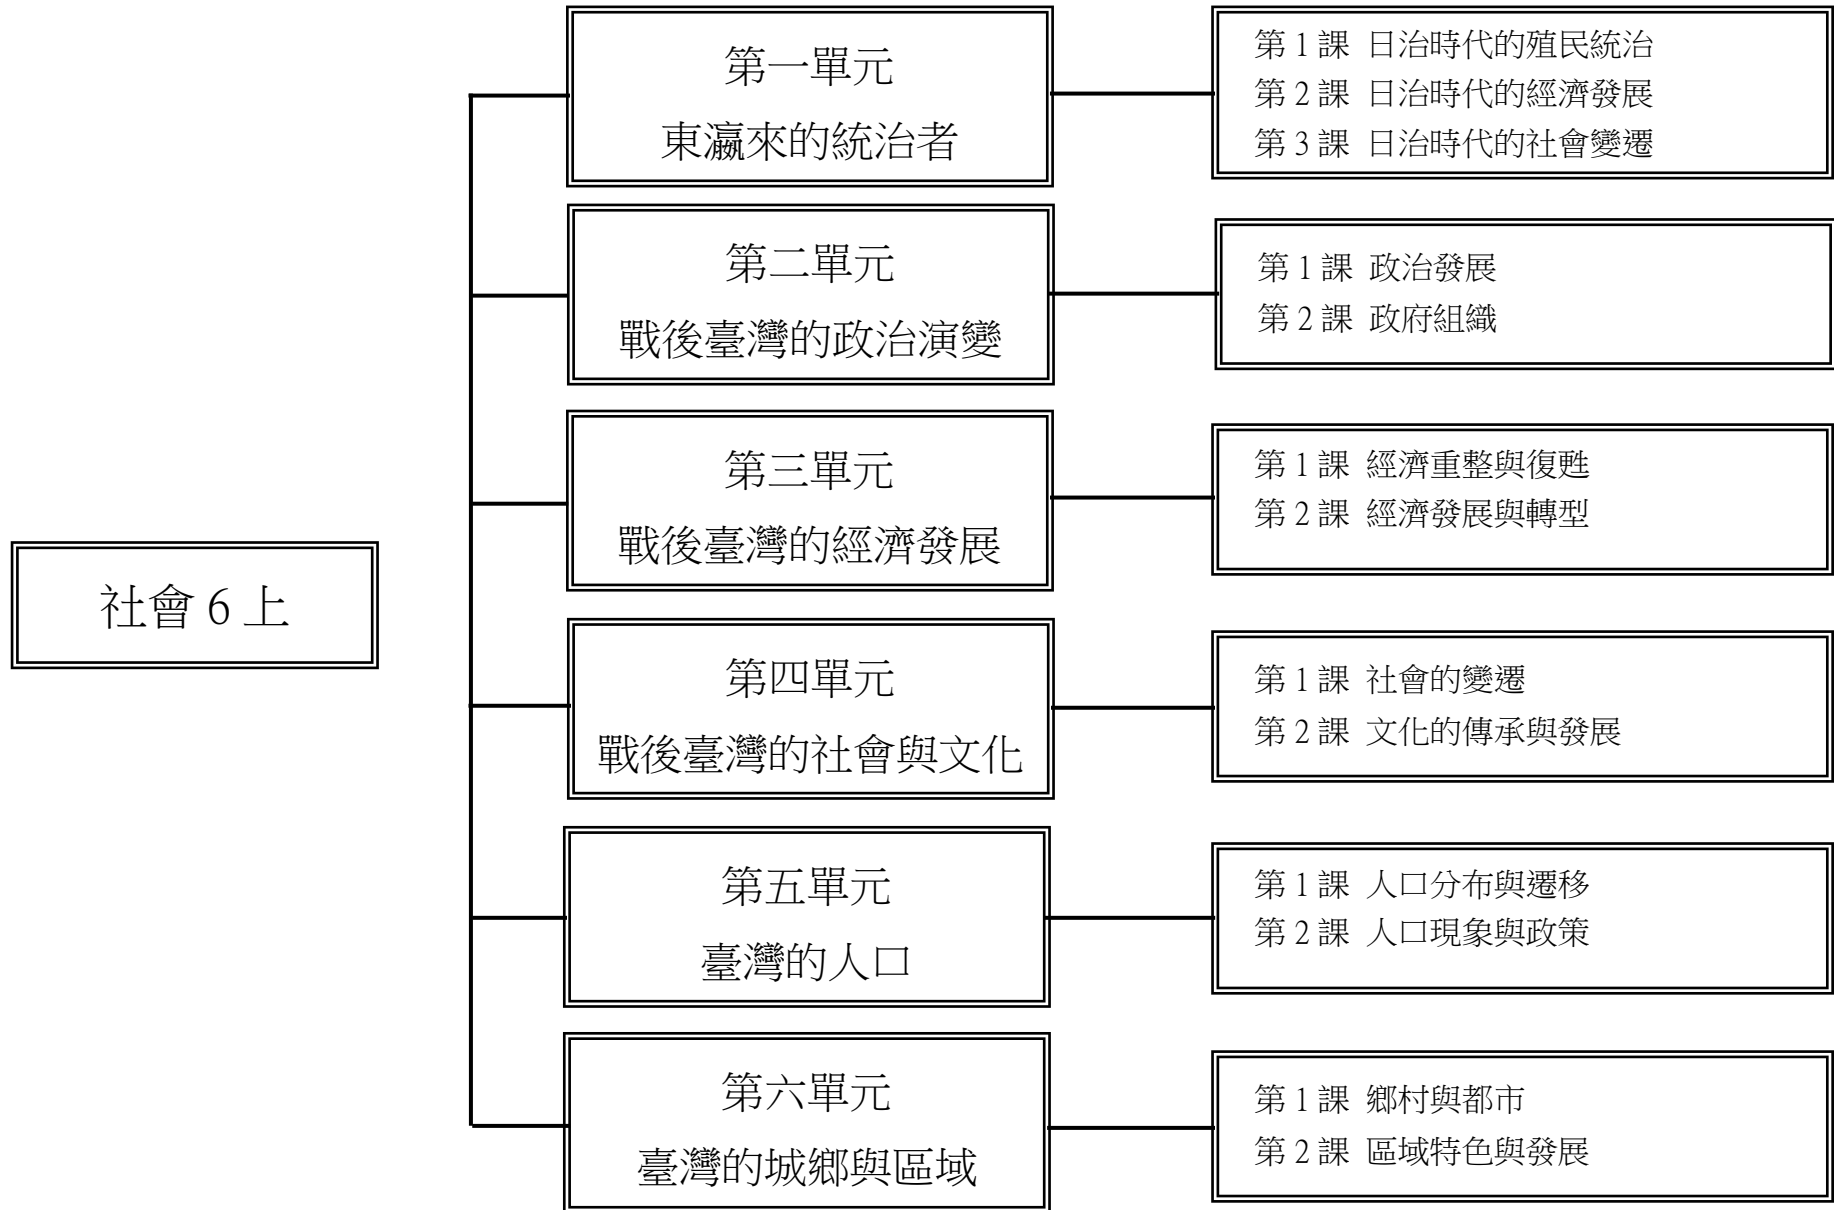 社會 6 上
第一單元
東瀛來的統治者
第 1 課 日治時代的殖民統治
第 2 課 日治時代的經濟發展
第 3 課 日治時代的社會變遷
第二單元
戰後臺灣的政治演變
第 1 課 政治發展
第 2 課 政府組織
第三單元
戰後臺灣的經濟發展
第 1 課 經濟重整與復甦
第 2 課 經濟發展與轉型
第四單元
戰後臺灣的社會與文化
第 1 課 社會的變遷
第 2 課 文化的傳承與發展
第五單元
臺灣的人口
第 1 課 人口分布與遷移
第 2 課 人口現象與政策
第六單元
臺灣的城鄉與區域
第 1 課 鄉村與都市
第 2 課 區域特色與發展